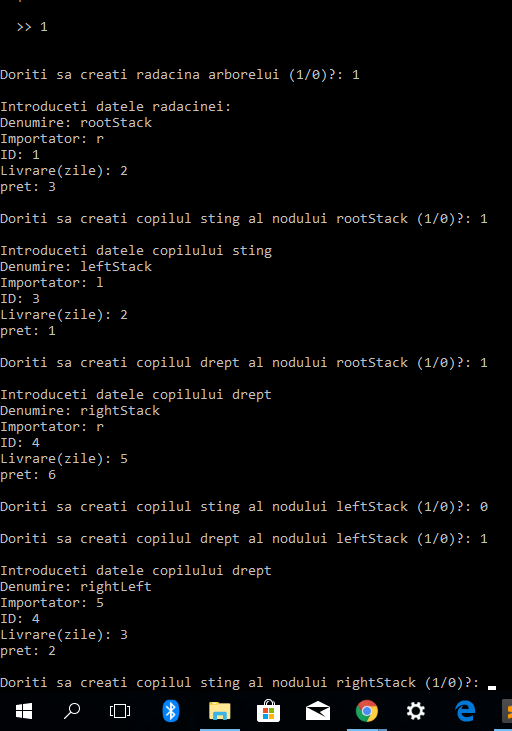 >> 1
Doriti sa creati radacina arborelui (1/0)?: 1
Introduceti datele radacinei:
Denumire: rootStack
Importator: r
ID: 1
Livrare(zile): 2
pret: 3
Doriti sa creati copilul sting al nodului rootStack (1/0)?: 1
Introduceti datele copilului sting
Denumire: leftStack
Importator: l
ID: 3
Livrare(zile): 2
pret: 1
Doriti sa creati copilul drept al nodului rootStack (1/0)?: 1
Introduceti datele copilului drept
Denumire: rightStack
Importator: r
ID: 4
Livrare(zile): 5
pret: 6
Doriti sa creati copilul sting al nodului leftStack (1/0)?: 0
Doriti sa creati copilul drept al nodului leftStack (1/0)?: 1
Introduceti datele copilului drept
Denumire: rightLeft
Importator: 5
ID: 4
Livrare(zile): 3
pret: 2
Doriti sa creati copilul sting al nodului rightStack (1/0)?: